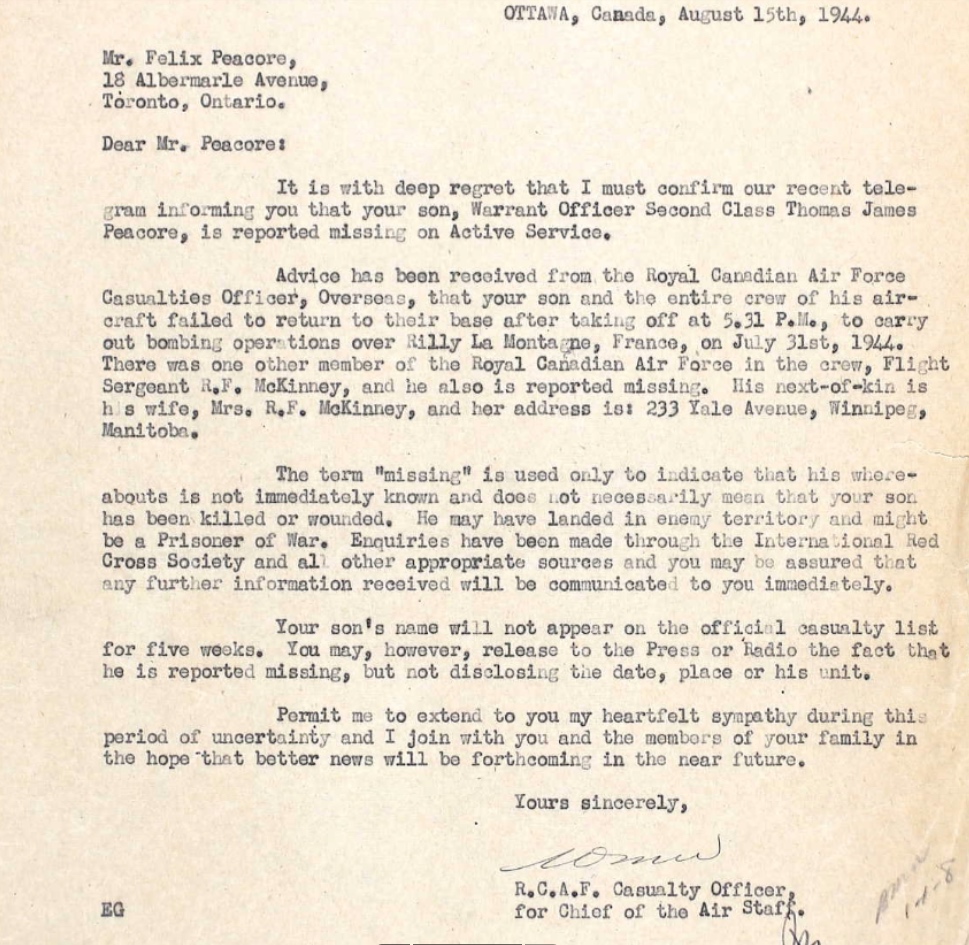 OTTAWA, Canada, August 15th, 1944.
Mr. Felix Peacore,
18 Albermarle Avenue,
Toronto, Ontario.
Dear Mr. Peacore:
It is with deep regret that I must confirm our recent tele-
gram informing you that your son, Warrant Officer Second Class Thomas James
Peacore, is reported missing on Active Service.
Advice has been received from the Royal Canadian Air Force
Casualties Officer, Overseas, that your son and the entire crew of his air-
craft failed to return to their base after taking off at 5.31 P.M., to carry
out bombing operations over Rilly La Montagne, France, on July 31st, 1944.
There was one other member of the Royal Canadian Air Force in the crew, Flight
Sergeant R.F. McKinney, and he also is reported missing. His next-of-kin is
his wife, Mrs. R.F. McKinney, and her address is: 233 Yale Avenue, Winnipeg,
Manitoba.
The term "missing" is used only to indicate that his where-
abouts is not immediately known and does not necessarily mean that your son
has been killed or wounded. He may have landed in enemy territory and might
be a Prisoner of War. Enquiries have been made through the International Red
Cross Society and all other appropriate sources and you may be assured that
any further information received will be communicated to you immediately.
Your son's name will not appear on the official casualty list
for five weeks. You may, however, release to the Press or Radio the fact that
he is reported missing, but not disclosing the date, place or his unit.
Permit me to extend to you my heartfelt sympathy during this
period of uncertainty and I join with you and the members of your family in
the hope that better news will be forthcoming in the near future.
Yours sincerely,
R.C.A.F. Casualty Officer,
for Chief of the Air Staff.
EG